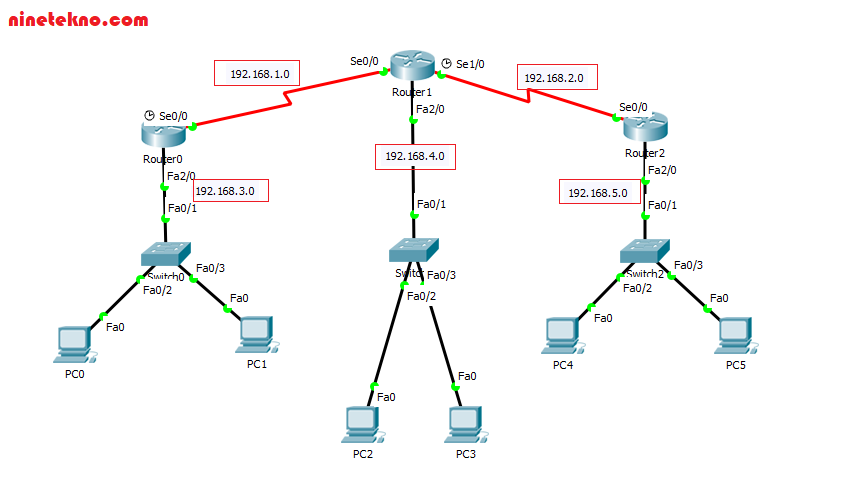 ninetekno.com
192.168.1.0
Se0/0
Se1/0
192.168.2.0
Router1
Se0/0
Fa2/0
Se0/0
Router0
192.168.4.0
Router2
Fa2/0
192.168.3.0
Fa2/0
192.168.5.0
Fa0/1
Fa0/1
Fa0/1
Switch0
Fa0/3
Fa0/2
Fa0/3
Fa0/2
Switch2
Fa0/3
Fa0/2
Fa0
Fa0
PC0
PC1
Fa0
Fa0
PC2
PC3
Fa0
Fa0
PC4
PC5